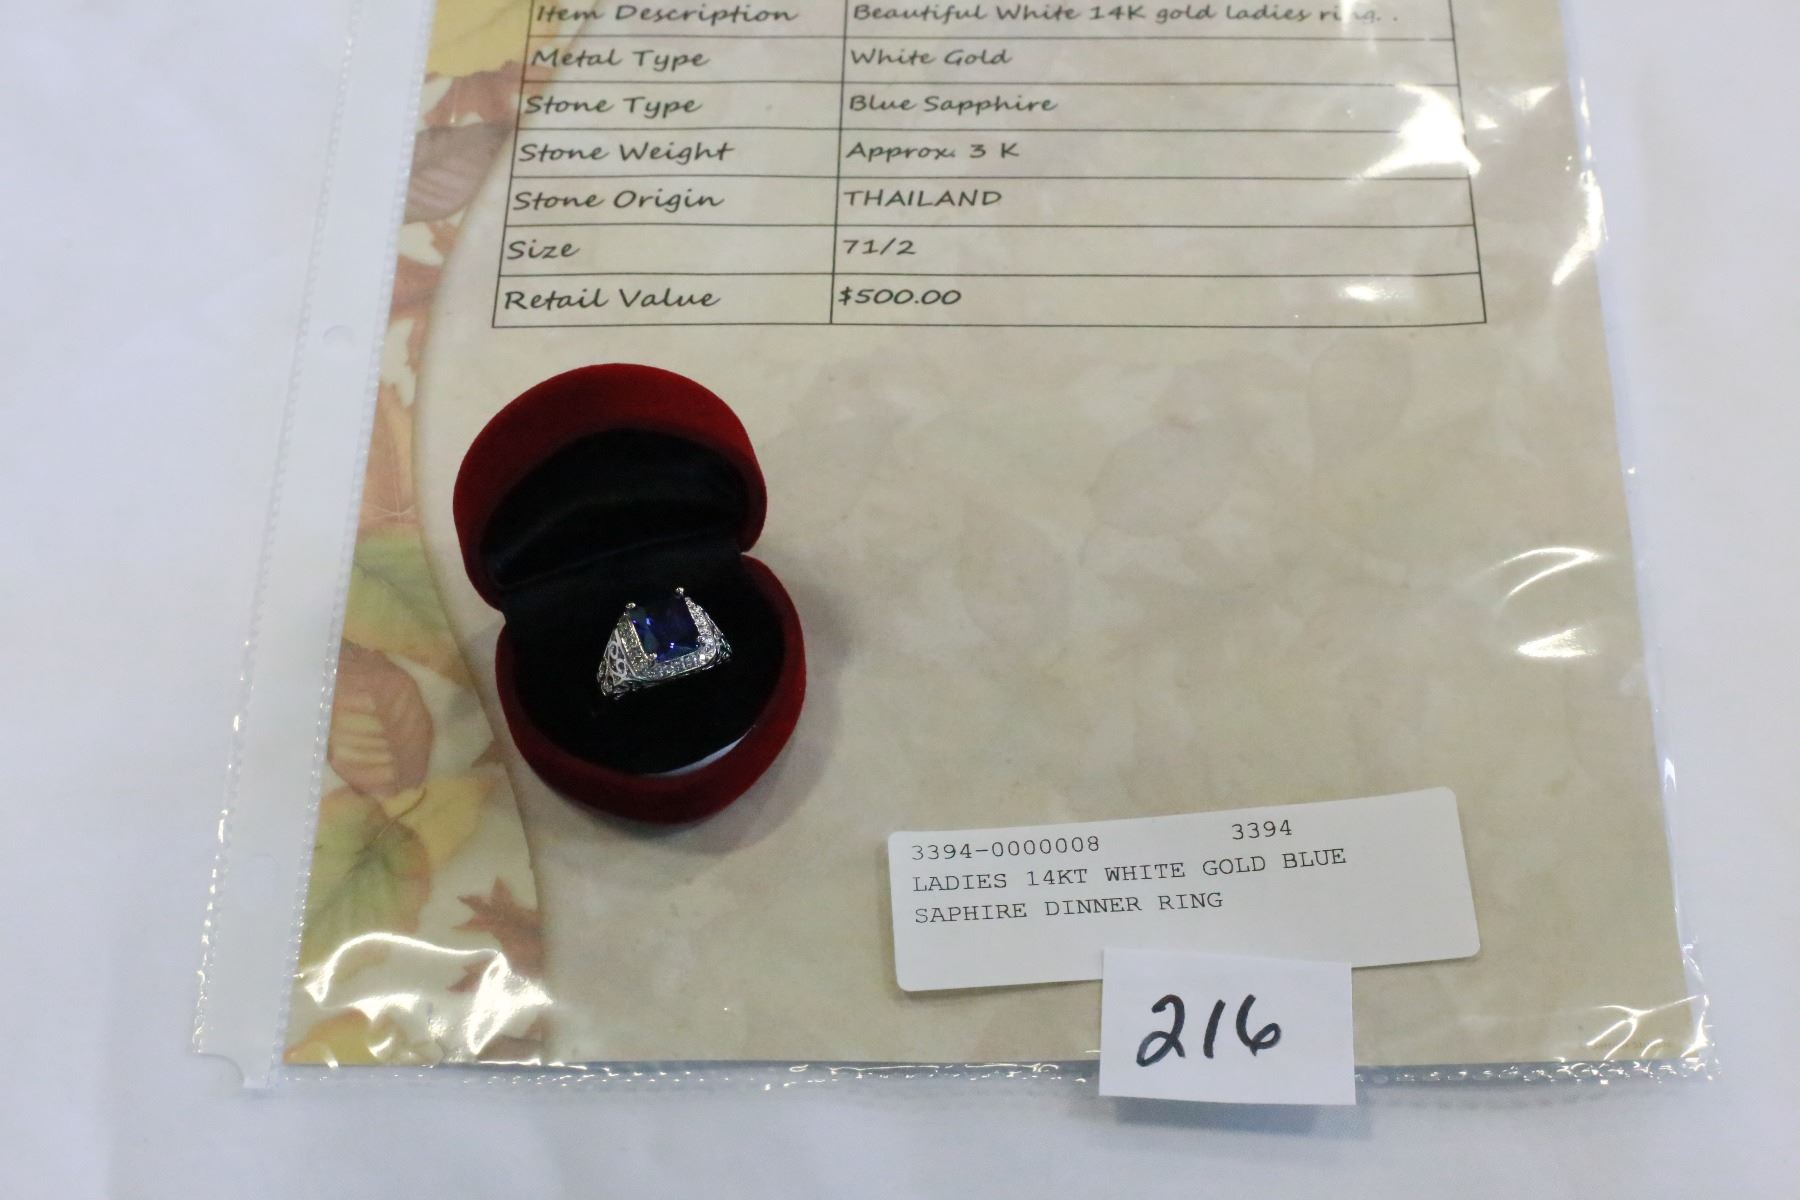 Item Description Beautiful White 14K gold ladies ring. .
Metal Type White Gold
Stone Type Blue Sapphire
Stone Weight Approx. 3 K
Stone Origin THAILAND
Size 71/2
Retail Value $500.00
3394-0000008 3394
LADIES 14KT WHITE GOLD BLUE
SAPHIRE DINNER RING
216